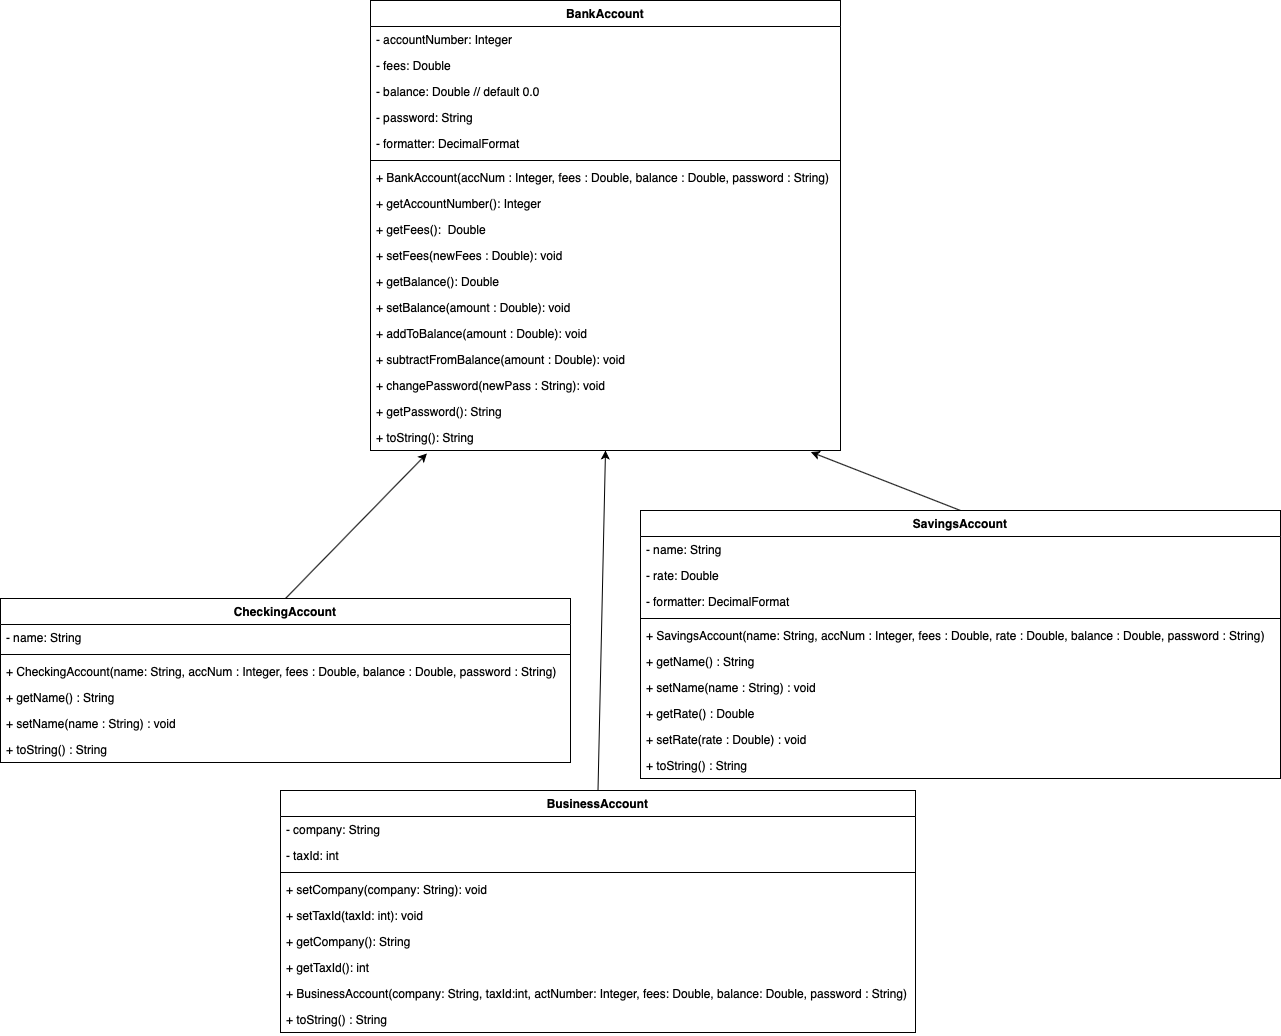 BankAccount
- accountNumber: Integer
- fees: Double
- balance: Double // default 0.0
- password: String
- formatter: DecimalFormat
+ BankAccount(accNum : Integer, fees : Double, balance : Double, password : String)
+ getAccountNumber(): Integer
+ getFees():  Double
+ setFees(newFees : Double): void
+ getBalance(): Double
+ setBalance(amount : Double): void
+ addToBalance(amount : Double): void
+ subtractFromBalance(amount : Double): void
+ changePassword(newPass : String): void
+ getPassword(): String
+ toString(): String
CheckingAccount
- name: String
+ CheckingAccount(name: String, accNum : Integer, fees : Double, balance : Double, password : String)
+ getName() : String
+ setName(name : String) : void
+ toString() : String
SavingsAccount
- name: String
- rate: Double
- formatter: DecimalFormat
+ SavingsAccount(name: String, accNum : Integer, fees : Double, rate : Double, balance : Double, password : String)
+ getName() : String
+ setName(name : String) : void
+ getRate() : Double
+ setRate(rate : Double) : void
+ toString() : String
BusinessAccount
- company: String
- taxId: int
+ setCompany(company: String): void
+ setTaxId(taxId: int): void
+ getCompany(): String
+ getTaxId(): int
+ BusinessAccount(company: String, taxId:int, actNumber: Integer, fees: Double, balance: Double, password : String)
+ toString() : String